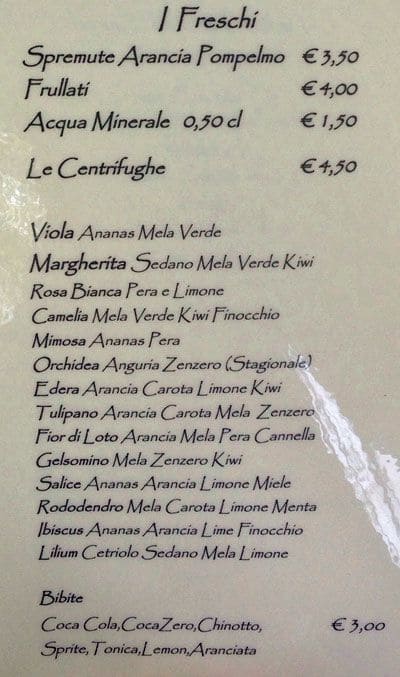 I Freschi
Spremute Arancia Pompelmo € 3,50
Frullati € 4,00
Acqua Minerale 0,50 cl € 1,50
Le Centrifughe € 4,50
Viola Ananas Mela Verde
Margherita Sedano Mela Verde Kiwi
Rosa Bianca Pera e Limone
Camelia Mela Verde Kiwi Finocchio
Mimosa Ananas Pera
Orchidea Anguria Zenzero (Stagionale)
Edera Arancia Carota Limone Kiwi
Tulipano Arancia Carota Mela Zenzero
Fior di Loto Arancia Mela Pera Cannella
Gelsomino Mela Zenzero Kiwi
Salice Ananas Arancia Limone Miele
Rododendro Mela Carota Limone Menta
Ibiscus Ananas Arancia Lime Finocchio
Lilium Cetriolo Sedano Mela Limone
Bibite
Coca Cola,CocaZero,Chinotto, € 3,00
Sprite,Tonica,Lemon,Aranciata